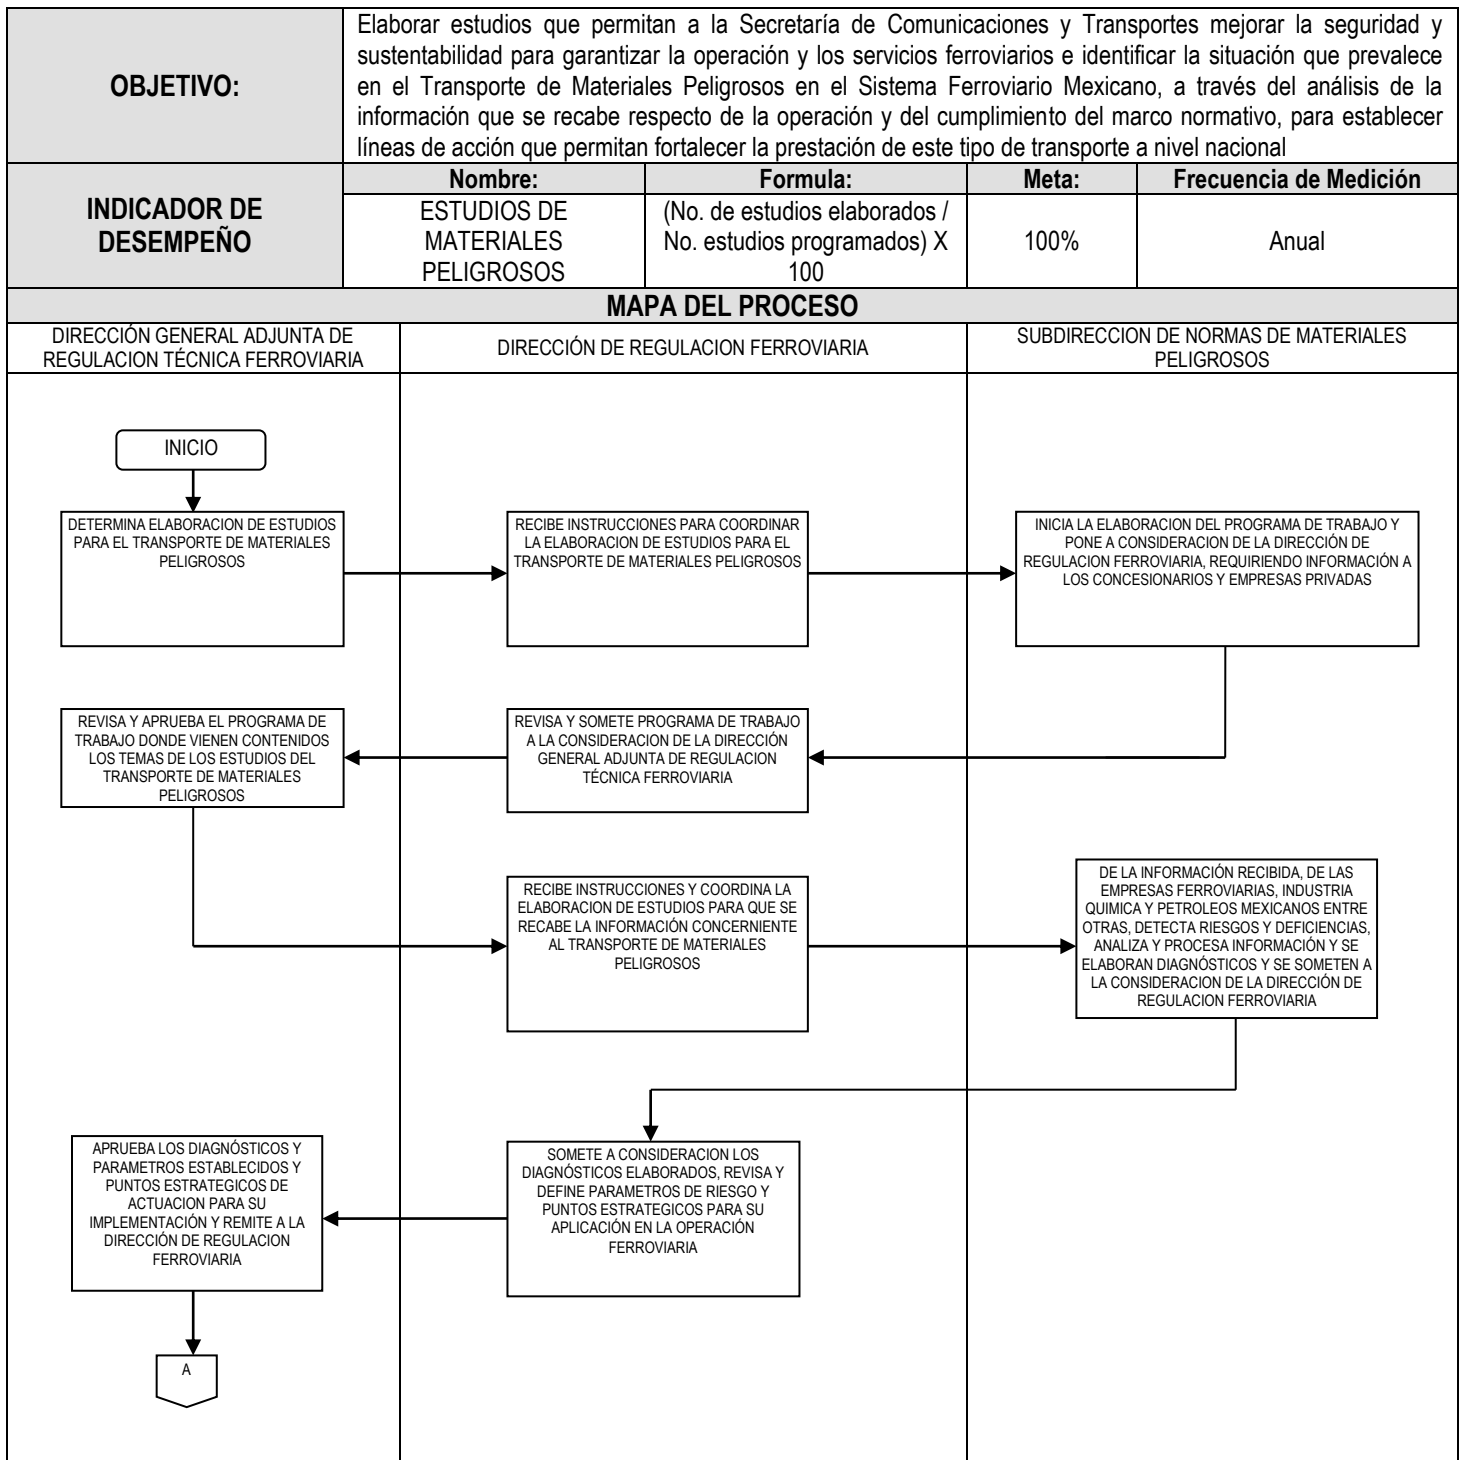 OBJETIVO:
Elaborar estudios que permitan a la Secretaría de Comunicaciones y Transportes mejorar la seguridad y
sustentabilidad para garantizar la operación y los servicios ferroviarios e identificar la situación que prevalece
en el Transporte de Materiales Peligrosos en el Sistema Ferroviario Mexicano, a través del análisis de la
información que se recabe respecto de la operación y del cumplimiento del marco normativo, para establecer
líneas de acción que permitan fortalecer la prestación de este tipo de transporte a nivel nacional
INDICADOR DE
DESEMPEÑO
Nombre:
Formula:
Meta:
Frecuencia de Medición
ESTUDIOS DE
MATERIALES
PELIGROSOS
(No. de estudios elaborados /
No. estudios programados) X
100
100%
Anual
MAPA DEL PROCESO
DIRECCIÓN GENERAL ADJUNTA DE
REGULACION TÉCNICA FERROVIARIA
DIRECCIÓN DE REGULACION FERROVIARIA
SUBDIRECCION DE NORMAS DE MATERIALES
PELIGROSOS
INICIO
DETERMINA ELABORACION DE ESTUDIOS
PARA EL TRANSPORTE DE MATERIALES
PELIGROSOS
RECIBE INSTRUCCIONES PARA COORDINAR
LA ELABORACION DE ESTUDIOS PARA EL
TRANSPORTE DE MATERIALES PELIGROSOS
INICIA LA ELABORACION DEL PROGRAMA DE TRABAJO Y
PONE A CONSIDERACION DE LA DIRECCIÓN DE
REGULACION FERROVIARIA, REQUIRIENDO INFORMACIÓN A
LOS CONCESIONARIOS Y EMPRESAS PRIVADAS
REVISA Y APRUEBA EL PROGRAMA DE
TRABAJO DONDE VIENEN CONTENIDOS
LOS TEMAS DE LOS ESTUDIOS DEL
TRANSPORTE DE MATERIALES
PELIGROSOS
REVISA Y SOMETE PROGRAMA DE TRABAJO
A LA CONSIDERACION DE LA DIRECCIÓN
GENERAL ADJUNTA DE REGULACION
TÉCNICA FERROVIARIA
RECIBE INSTRUCCIONES Y COORDINA LA
ELABORACION DE ESTUDIOS PARA QUE SE
RECABE LA INFORMACIÓN CONCERNIENTE
AL TRANSPORTE DE MATERIALES
PELIGROSOS
DE LA INFORMACIÓN RECIBIDA, DE LAS
EMPRESAS FERROVIARIAS, INDUSTRIA
QUIMICA Y PETROLEOS MEXICANOS ENTRE
OTRAS, DETECTA RIESGOS Y DEFICIENCIAS,
ANALIZA Y PROCESA INFORMACIÓN Y SE
ELABORAN DIAGNÓSTICOS Y SE SOMETEN A
LA CONSIDERACION DE LA DIRECCIÓN DE
REGULACION FERROVIARIA
APRUEBA LOS DIAGNÓSTICOS Y
PARAMETROS ESTABLECIDOS Y
PUNTOS ESTRATEGICOS DE
ACTUACION PARA SU
IMPLEMENTACIÓN Y REMITE A LA
DIRECCIÓN DE REGULACION
FERROVIARIA
SOMETE A CONSIDERACION LOS
DIAGNÓSTICOS ELABORADOS, REVISA Y
DEFINE PARAMETROS DE RIESGO Y
PUNTOS ESTRATEGICOS PARA SU
APLICACIÓN EN LA OPERACIÓN
FERROVIARIA
A